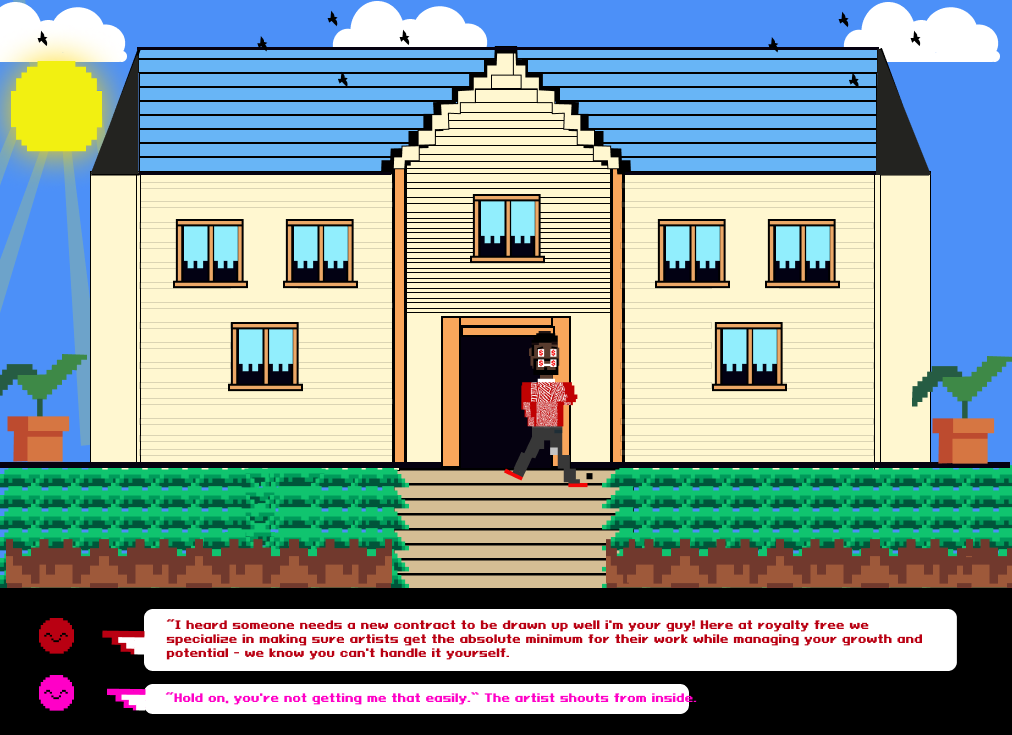 "I heard someone needs a new contract to be drawn up well i'm your guy! Here at royalty free we
specialize in making sure artists get the absolute minimum for their work while managing your growth and
potential - we know you can't handle it yourself.
"Hold on, you're not getting me that easily." The artist shouts from inside.